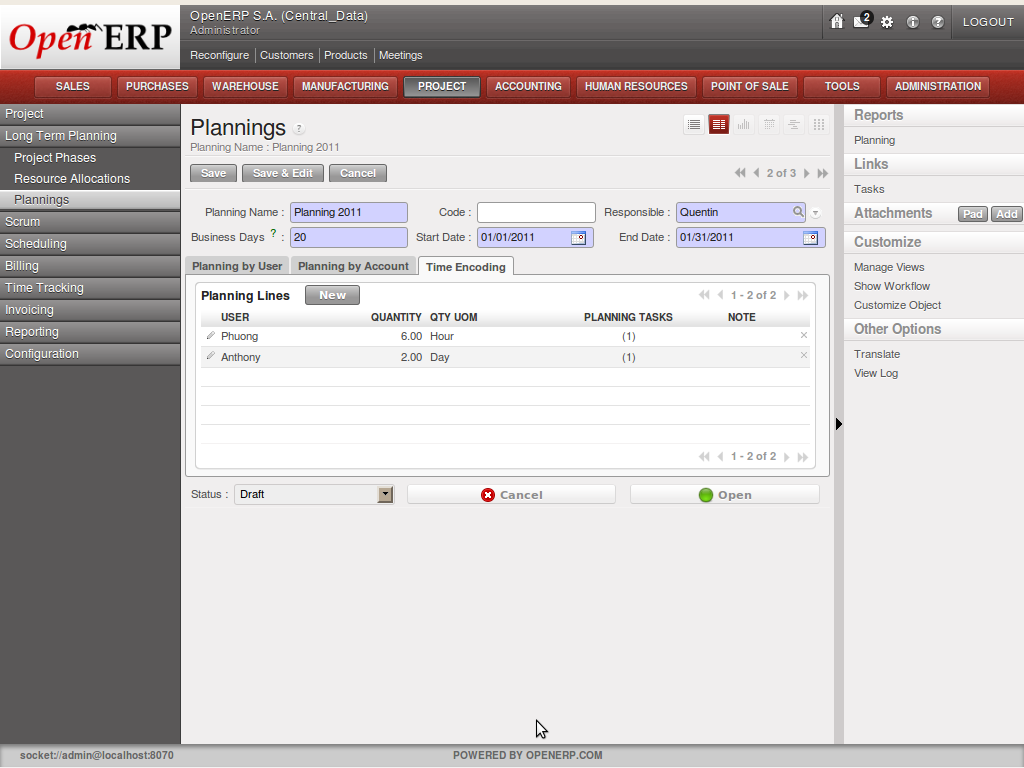 Open ERP
OpenERP S.A. (Central_Data)
Administrator
2
LOGOUT
Reconfigure Customers Products Meetings
SALES PURCHASES WAREHOUSE MANUFACTURING PROJECT ACCOUNTING HUMAN RESOURCES POINT OF SALE TOOLS ADMINISTRATION
Project
Long Term Planning
Project Phases
Resource Allocations
Plannings
Scrum
Scheduling
Billing
Time Tracking
Invoicing
Reporting
Configuration
Plannings ?
Planning Name : Planning 2011
Save Save & Edit Cancel 2 of 3
Planning Name : Planning 2011 Code : Responsible : Quentin
Business Days ? : 20 Start Date : 01/01/2011 End Date : 01/31/2011
Planning by User Planning by Account Time Encoding
Planning Lines New 1 - 2 of 2
USER QUANTITY QTY UOM PLANNING TASKS NOTE
Phuong 6.00 Hour (1)
Anthony 2.00 Day (1)
1 - 2 of 2
Status : Draft Cancel Open
Reports
Planning
Links
Tasks
Attachments Pad Add
Customize
Manage Views
Show Workflow
Customize Object
Other Options
Translate
View Log
socket://admin@localhost:8070 POWERED BY OPENERP.COM